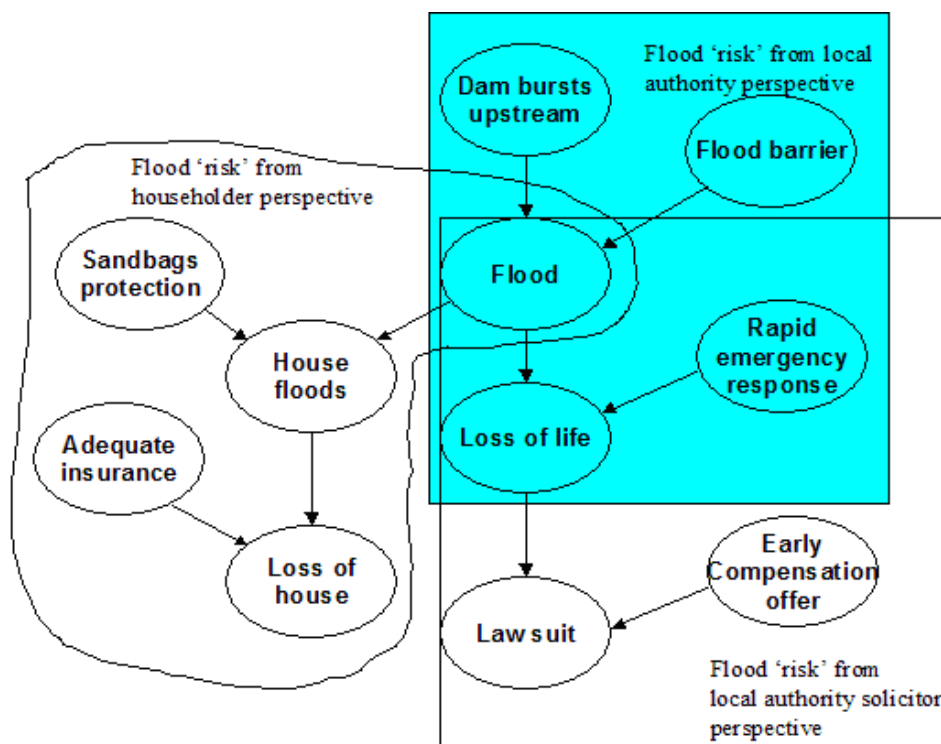 Flood ‘risk’ from local
authority perspective
Dam bursts
upstream
Flood barrier
Flood ‘risk’ from
householder perspective
Sandbags
protection
Flood
House
floods
Rapid
emergency
response
Adequate
insurance
Loss of life
Loss of
house
Early
Compensation
offer
Law suit
Flood ‘risk’ from
local authority solicitor
perspective